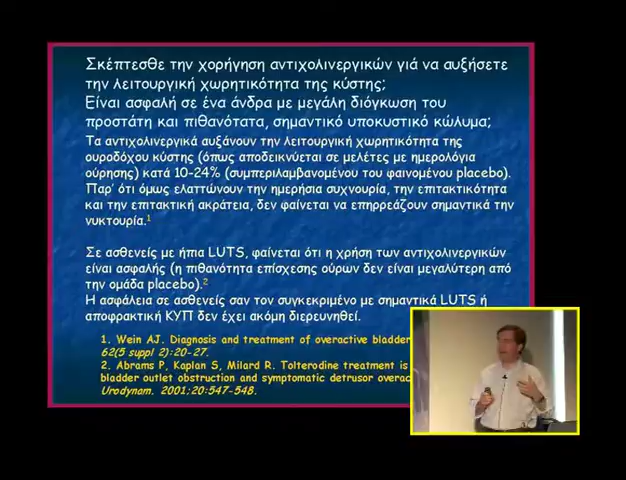 Σκέπτεσθε την χορήγηση αντιχολινεργικών γιά να αυξήσετε
την λειτουργική χωρητικότητα της κύστης;
Είναι ασφαλή σε ένα άνδρα με μεγάλη διόγκωση του
προστάτη και πιθανότατα, σημαντικό υποκυστικό κώλυμα;
Τα αντιχολινεργικά αυξάνουν την λειτουργική χωρητικότητα της
ουροδόχου κύστης (όπως αποδεικνύεται σε μελέτες με ημερολόγια
ούρησης) κατά 10-24% (συμπεριλαμβανομένου του φαινομένου placebo).
Παρ' ότι όμως ελαττώνουν την ημερήσια συχνουρία, την επιτακτικότητα
και την επιτακτική ακράτεια, δεν φαίνεται να επηρρεάζουν σημαντικά την
νυκτουρία.1
Σε ασθενείς με ήπια LUTS, φαίνεται ότι η χρήση των αντιχολινεργικών
είναι ασφαλής (η πιθανότητα επίσχεσης ούρων δεν είναι μεγαλύτερη από
την ομάδα placebo).2
Η ασφάλεια σε ασθενείς σαν τον συγκεκριμένο με σημαντικά LUTS ή
αποφρακτική ΚΥΠ δεν έχει ακόμη διερευνηθεί.
1. Wein AJ. Diagnosis and treatment of overactive bladder
62(5 suppl 2):20-27.
2. Abrams P, Kaplan S, Milard R. Tolterodine treatment is
bladder outlet obstruction and symptomatic detrusor overac
Urodynam. 2001;20:547-548.